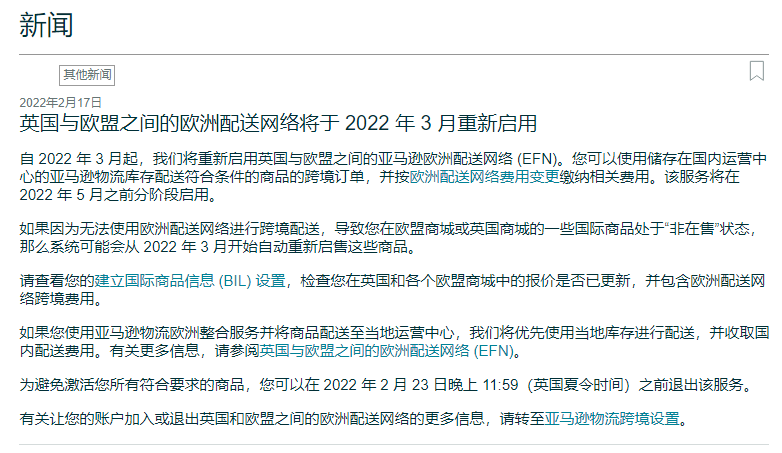 新闻
其他新闻
2022年2月17日
英国与欧盟之间的欧洲配送网络将于 2022 年 3 月重新启用
自 2022 年 3 月起，我们将重新启用英国与欧盟之间的亚马逊欧洲配送网络 (EFN)。您可以使用储存在国内运营中
心的亚马逊物流库存配送符合条件的商品的跨境订单，并按欧洲配送网络费用变更缴纳相关费用。该服务将在
2022 年 5 月之前分阶段启用。
如果因为无法使用欧洲配送网络进行跨境配送，导致您在欧盟商城或英国商城的一些国际商品处于“非在售”状态，
那么系统可能会从 2022 年 3 月开始自动重新启售这些商品。
请查看您的建立国际商品信息 (BIL) 设置，检查您在英国和各个欧盟商城中的报价是否已更新，并包含欧洲配送网
络跨境费用。
如果您使用亚马逊物流欧洲整合服务并将商品配送至当地运营中心，我们将优先使用当地库存进行配送，并收取国
内配送费用。有关更多信息，请参阅英国与欧盟之间的欧洲配送网络 (EFN)。
为避免激活您所有符合要求的商品，您可以在 2022 年 2 月 23 日晚上 11:59（英国夏令时间）之前退出该服务。
有关让您的账户加入或退出英国和欧盟之间的欧洲配送网络的更多信息，请转至亚马逊物流跨境设置。